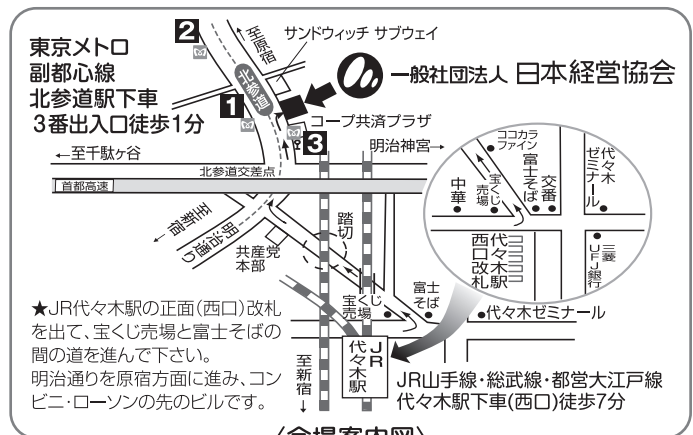 東京メトロ
副都心線
北参道駅下車
3番出入口徒歩1分
2
至原宿
サンドウィッチ サブウェイ
北参道
一般社団法人 日本経営協会
1
3
コープ共済プラザ
←至千駄ヶ谷
明治神宮→
北参道交差点
首都高速
至新宿
明治通り
共産党
本部
踏切
ココカラ
ファイン
代々木
ゼミナール
富士そば
交番
宝くじ
売場
中華
代々木駅
西口改札
三菱
UFJ銀行
宝くじ
売場
富士
そば
代々木ゼミナール
★JR代々木駅の正面(西口)改札
を出て、宝くじ売場と富士そばの
間の道を進んで下さい。
明治通りを原宿方面に進み、コン
ビニ・ローソンの先のビルです。
至新宿
↓
JR
代々木駅
JR山手線・総武線・都営大江戸線
代々木駅下車(西口)徒歩7分
〈会場案内図〉